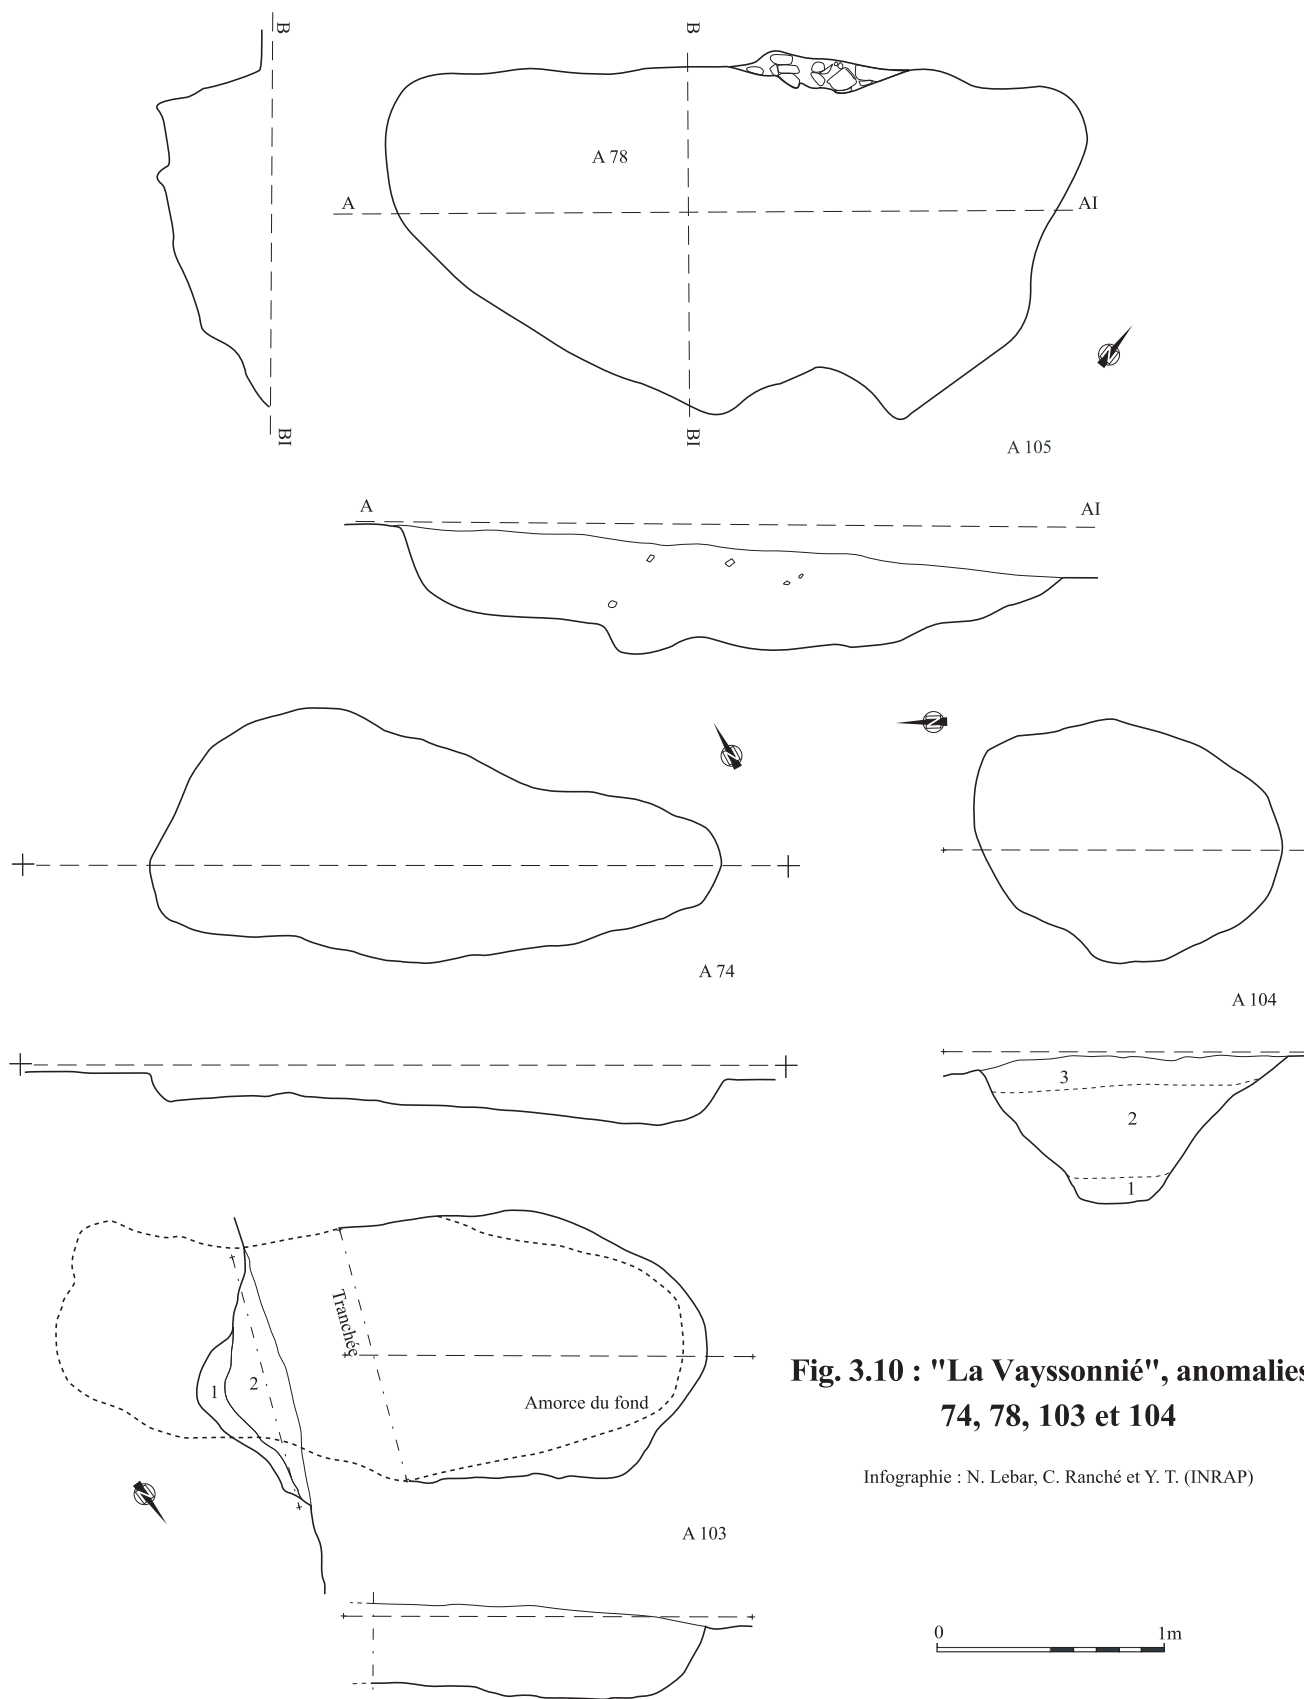 B
B
A 78
A
AI
N
BI
BI
A 105
A
AI
N
N
A 74
A 104
3
2
1
Tranchée
1
2
Amorce du fond
Fig. 3.10 : "La Vayssonnié", anomalies
74, 78, 103 et 104
Infographie : N. Lebar, C. Ranché et Y. T. (INRAP)
N
A 103
0
1m